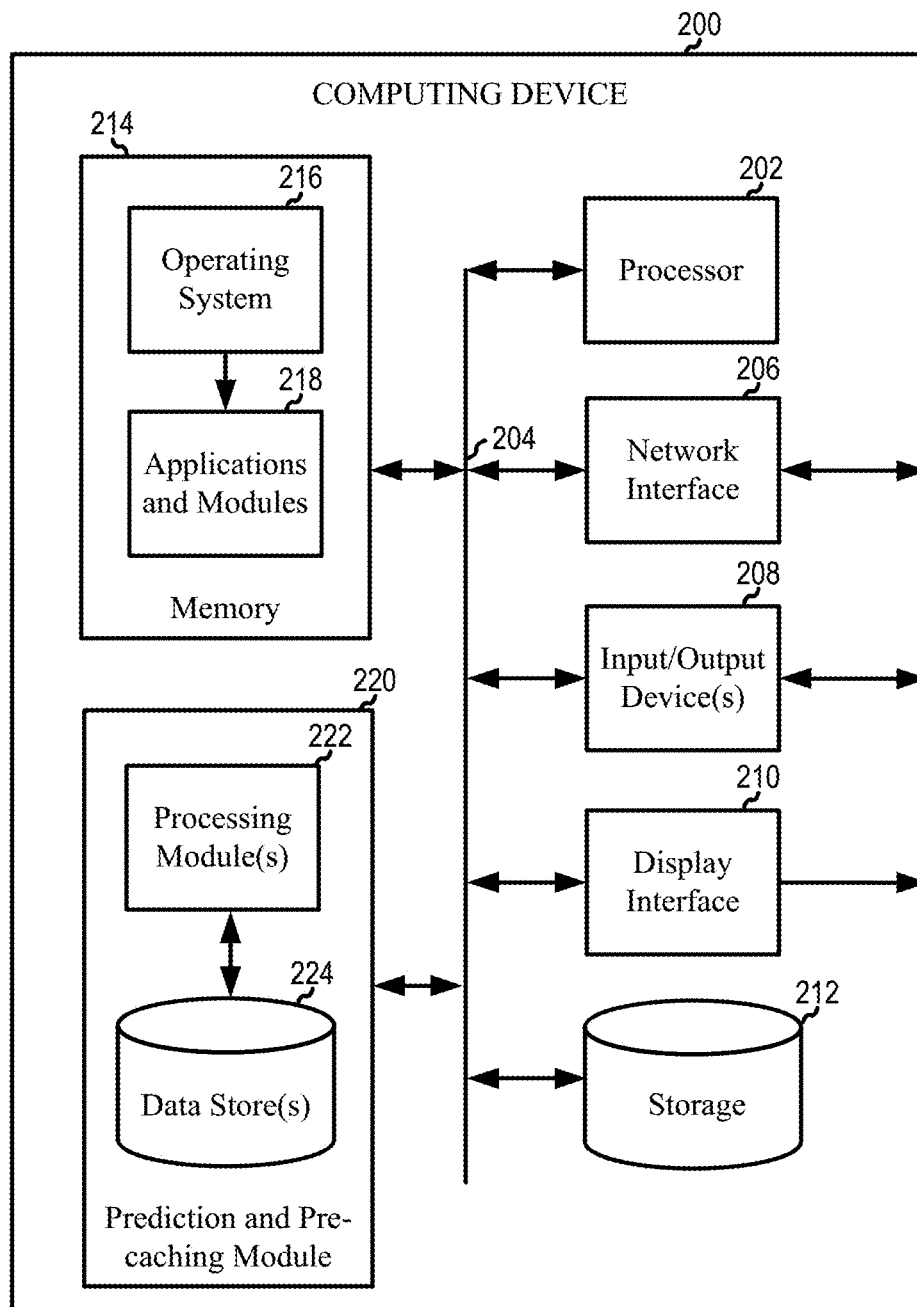 200
COMPUTING DEVICE
214
216
Operating
System
218
Applications
and Modules
Memory
220
222
Processing
Module(s)
224
Data Store(s)
Prediction and Pre-
caching Module
204
202
Processor
206
Network
Interface
208
Input/Output
Device(s)
210
Display
Interface
212
Storage